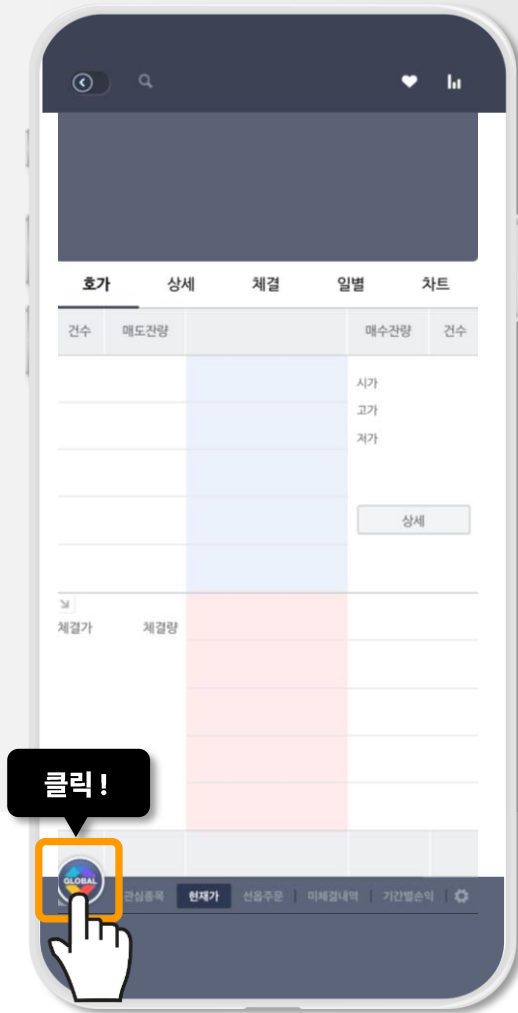 호가 상세 체결 일별 차트
건수 매도잔량 매수잔량 건수
시가
고가
저가
상세
체결가 체결량
클릭 !
GLOBAL
관심종목 현재가 선옵주문 미체결내역 기간별손익